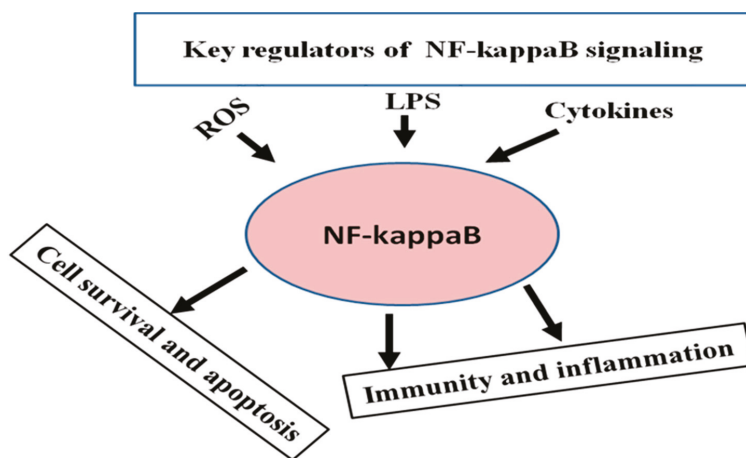 Key regulators of NF-kappaB signaling
ROS
LPS
Cytokines
NF-kappaB
Cell survival and apoptosis
Immunity and inflammation